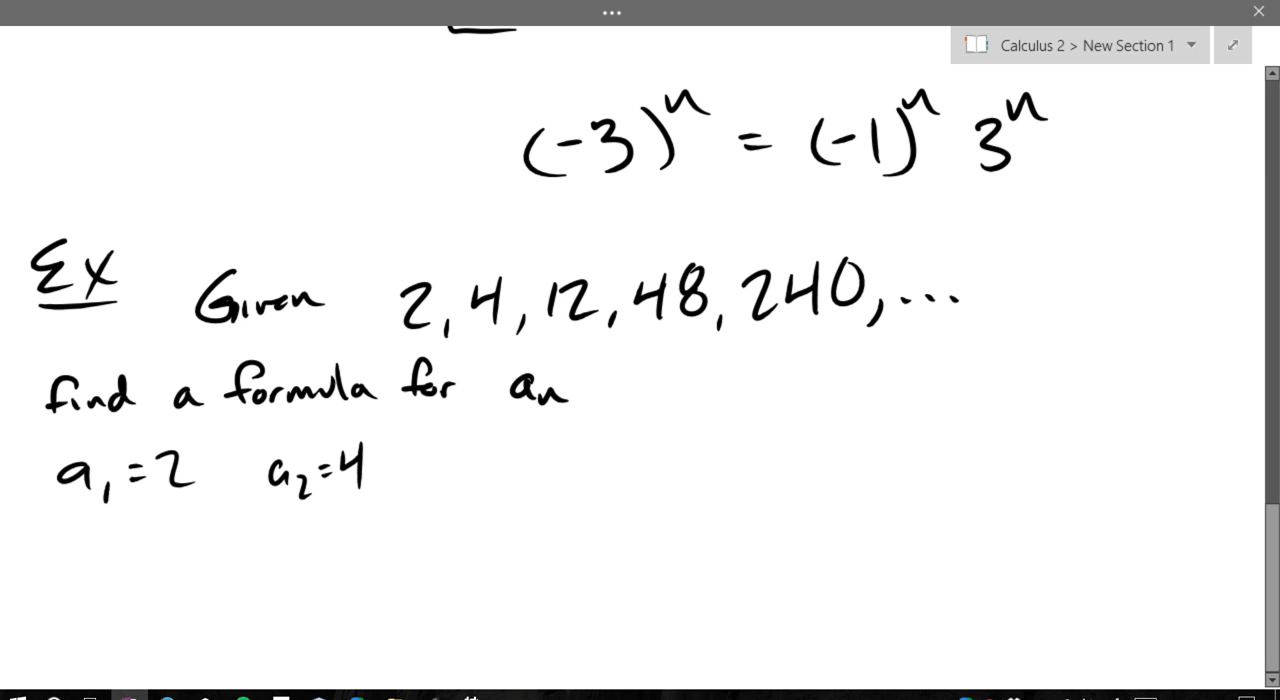 Calculus 2 > New Section 1
(-3)ⁿ = (-1)ⁿ 3ⁿ
Ex Given 2, 4, 12, 48, 240, ...
find a formula for aₙ
a₁=2 a₂=4